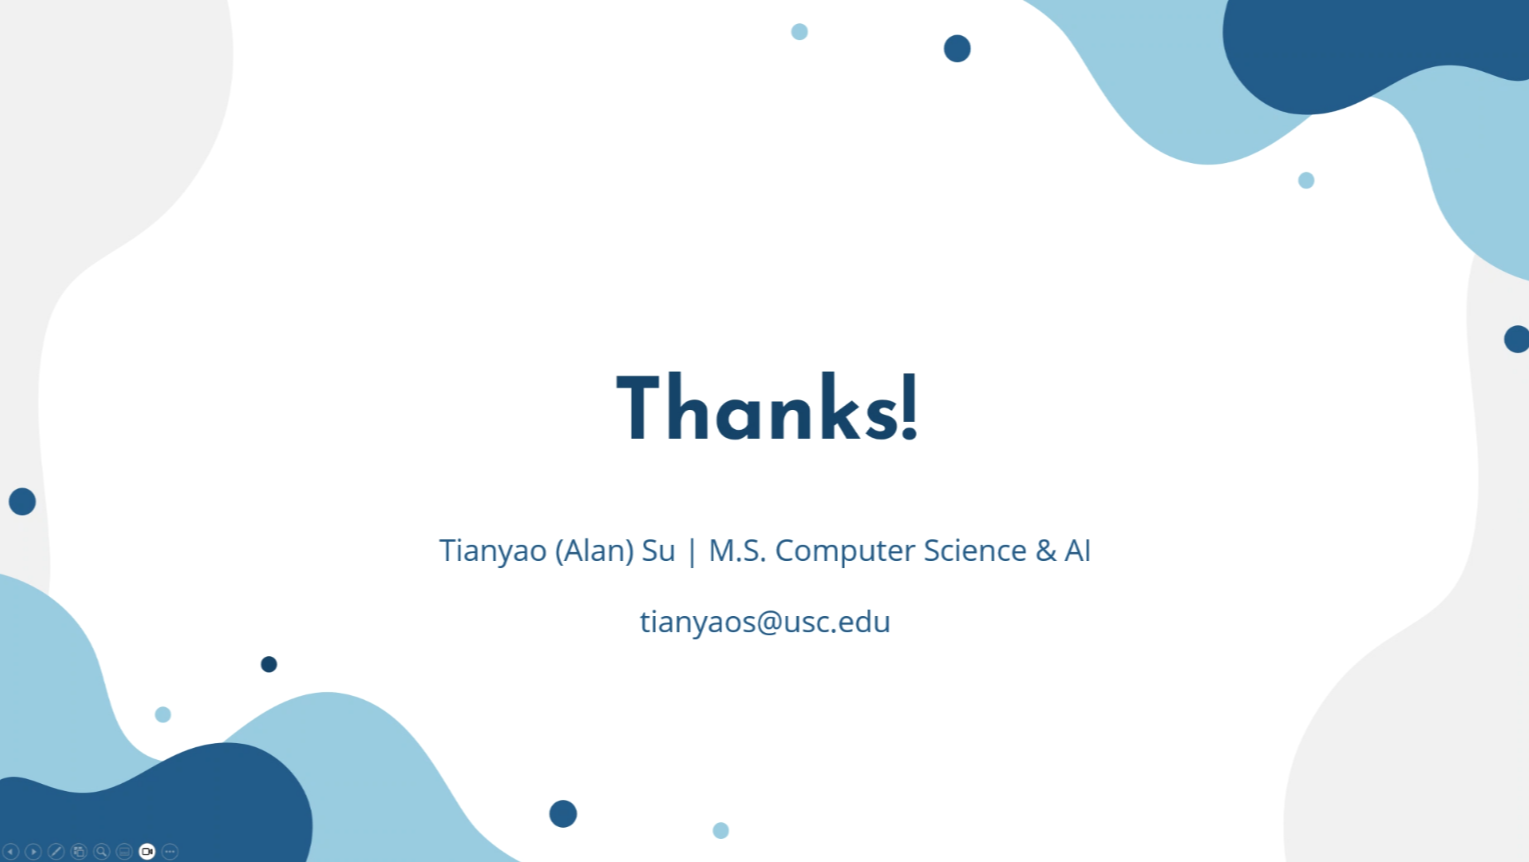 Thanks!
Tianyao (Alan) Su | M.S. Computer Science & AI
tianyaos@usc.edu